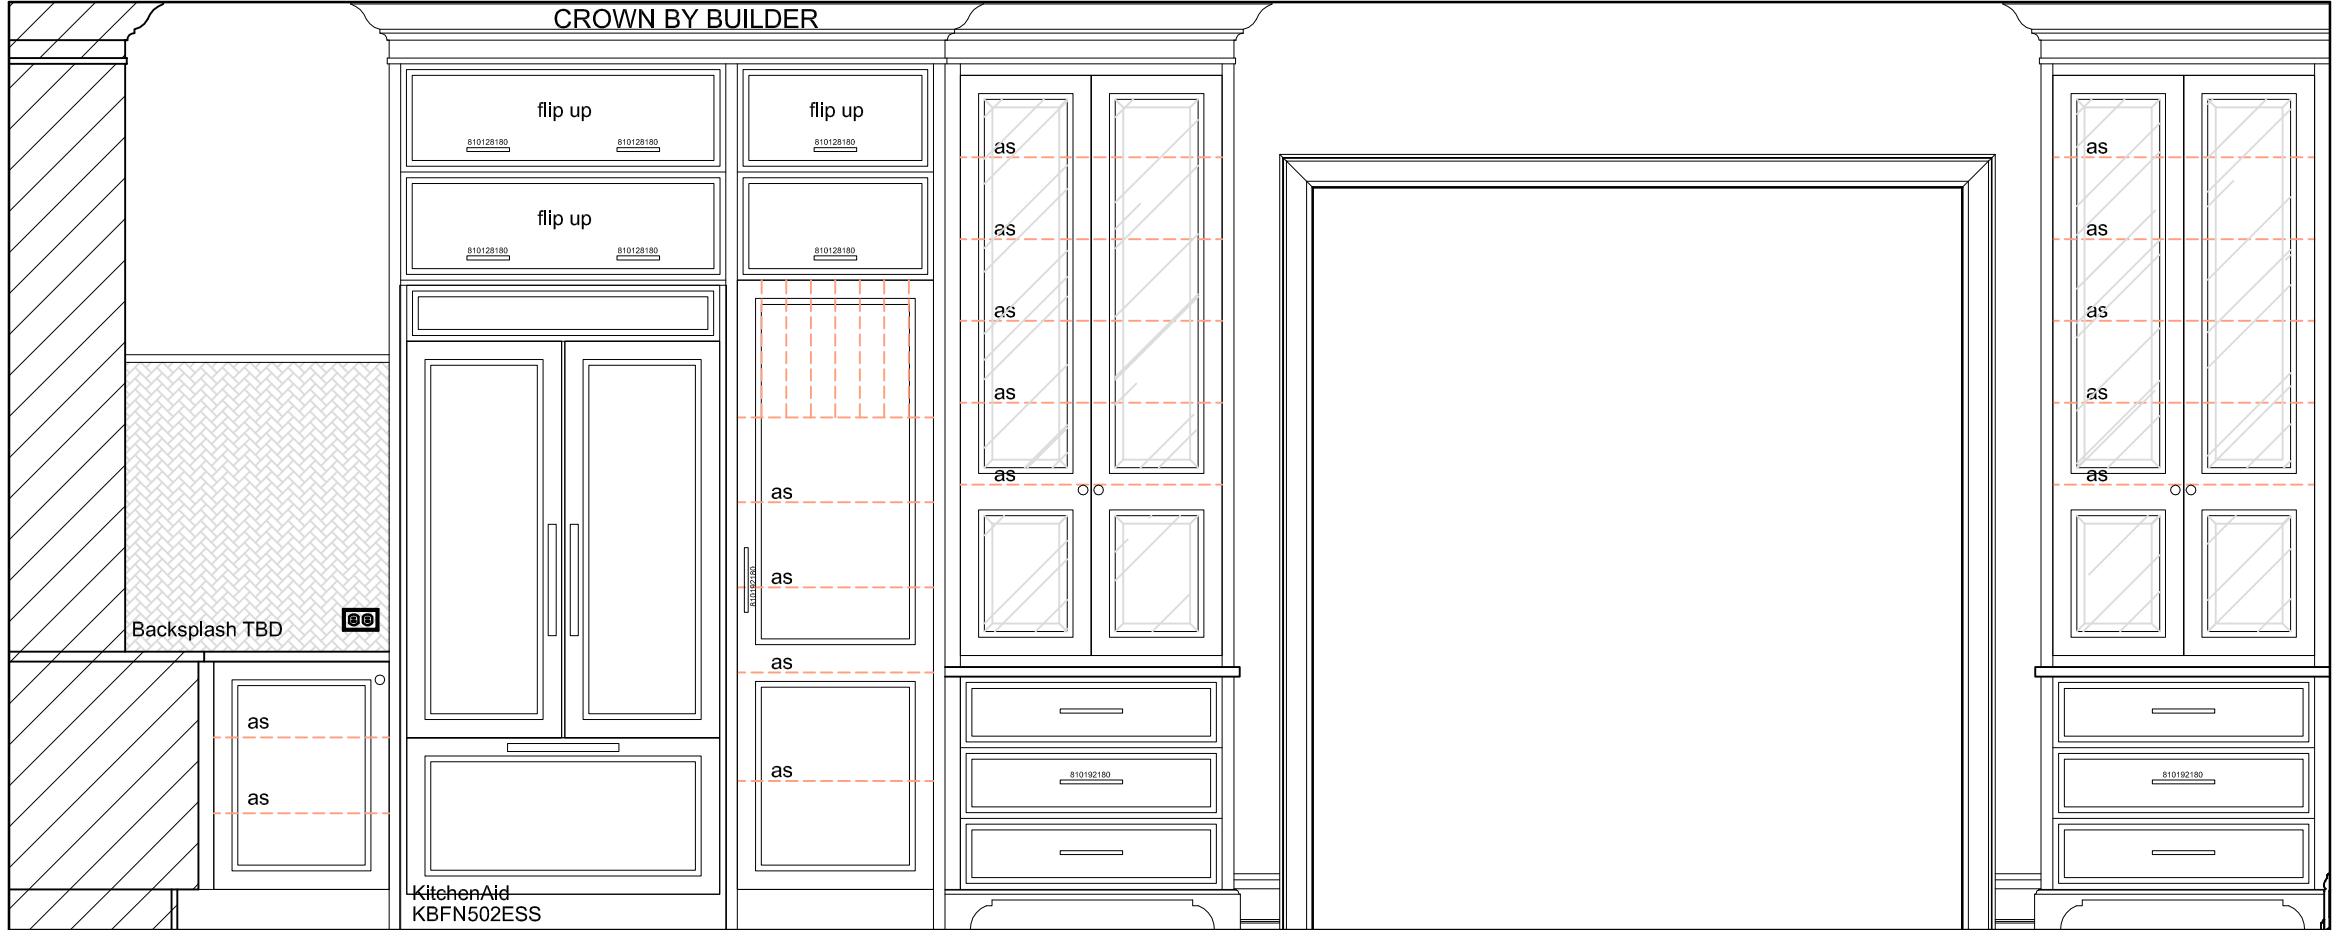 CROWN BY BUILDER
flip up
flip up
810128180
810128180
810128180
as
as
flip up
as
as
810128180
810128180
810128180
as
as
as
as
as
as
as
as
810192180
Backsplash TBD
as
as
as
as
810192180
810192180
as
KitchenAid
KBFN502ESS